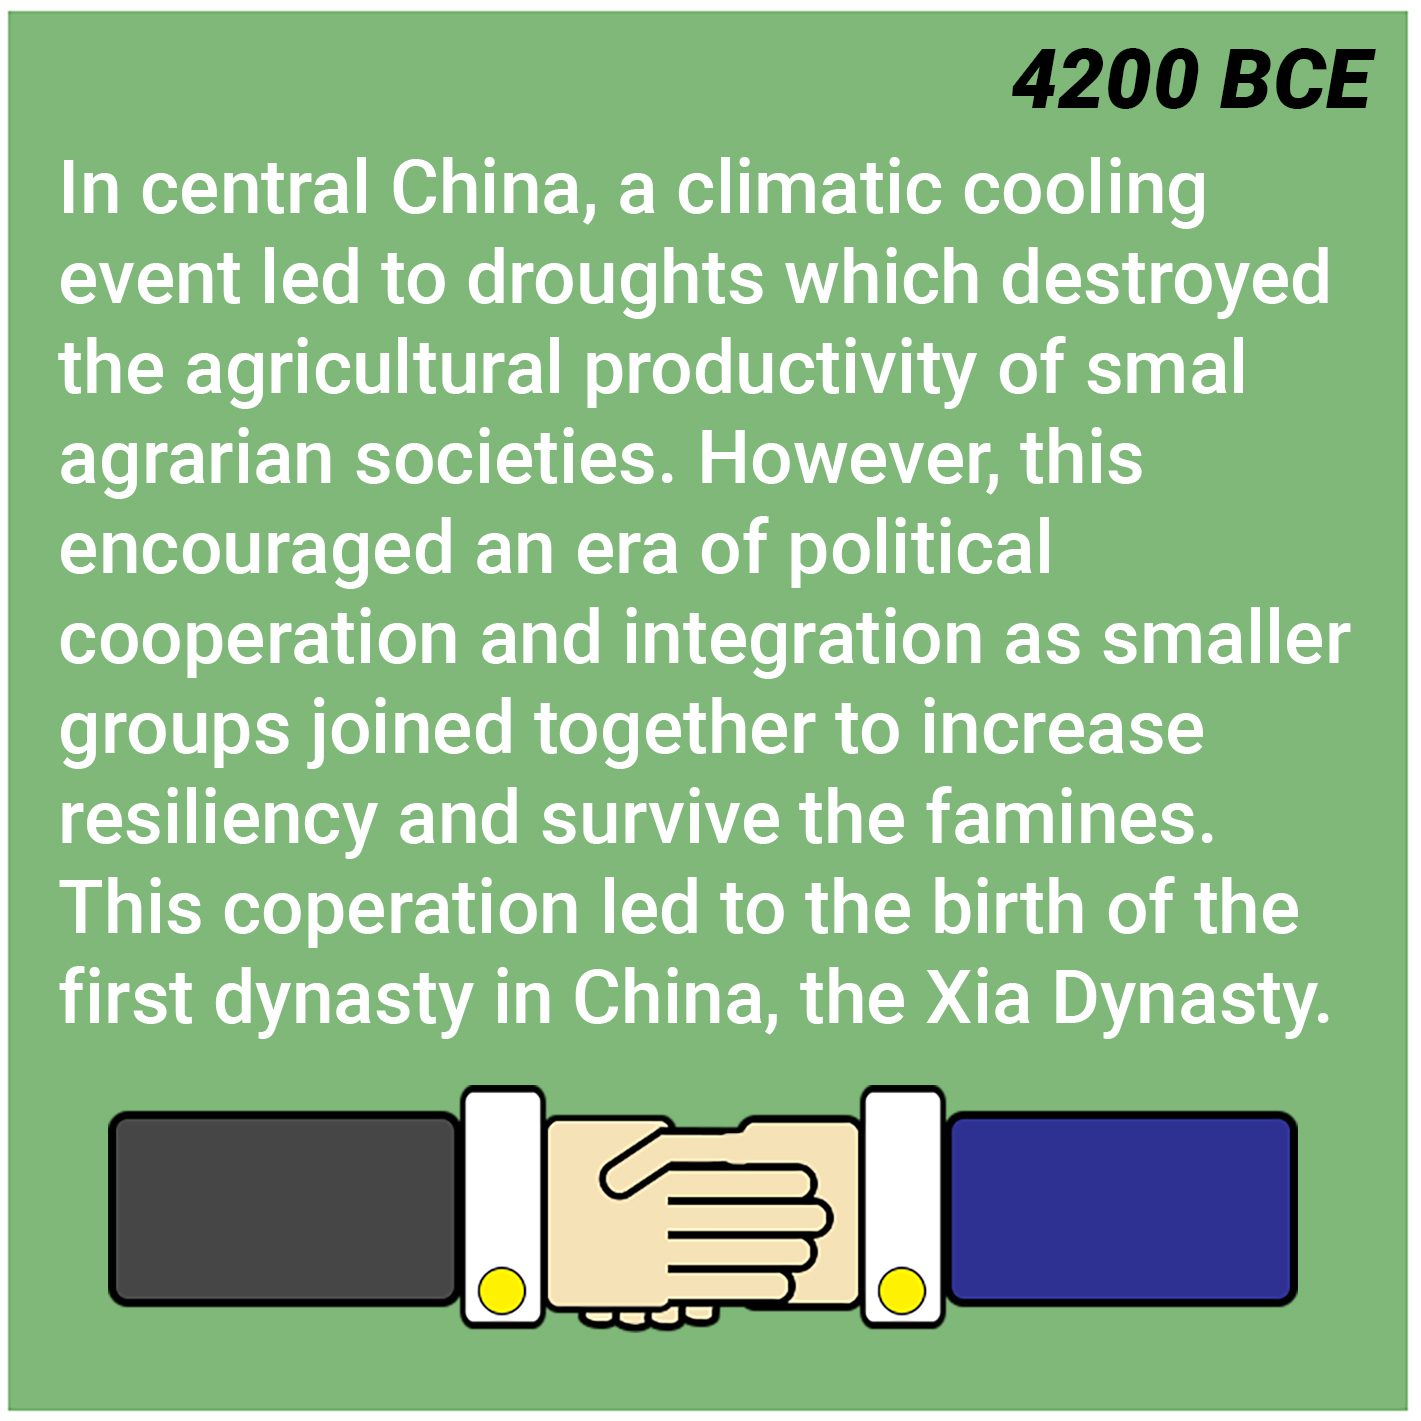 4200 BCE
In central China, a climatic cooling
event led to droughts which destroyed
the agricultural productivity of smal
agrarian societies. However, this
encouraged an era of political
cooperation and integration as smaller
groups joined together to increase
resiliency and survive the famines.
This coperation led to the birth of the
first dynasty in China, the Xia Dynasty.